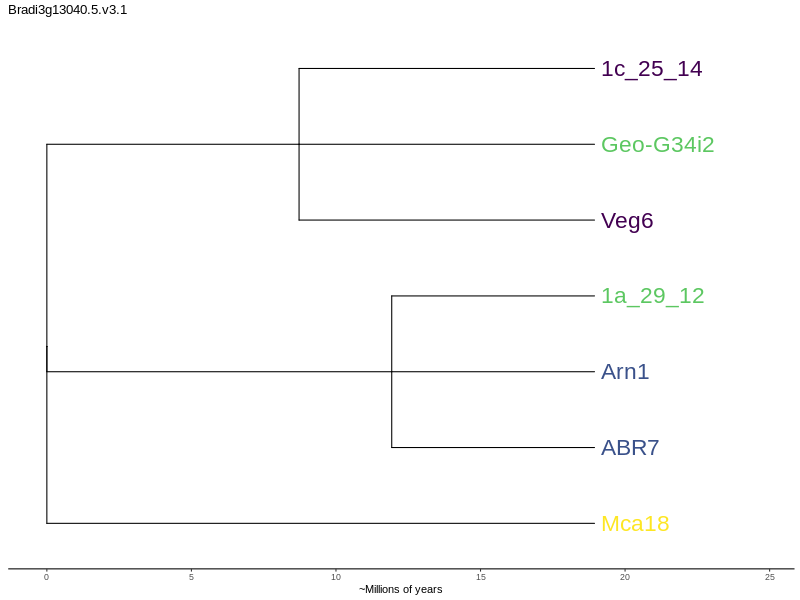 Bradi3g13040.5.v3.1
1c_25_14
Geo-G34i2
Veg6
1a_29_12
Arn1
ABR7
Mca18
0 5 10 15 20 25
~Millions of years